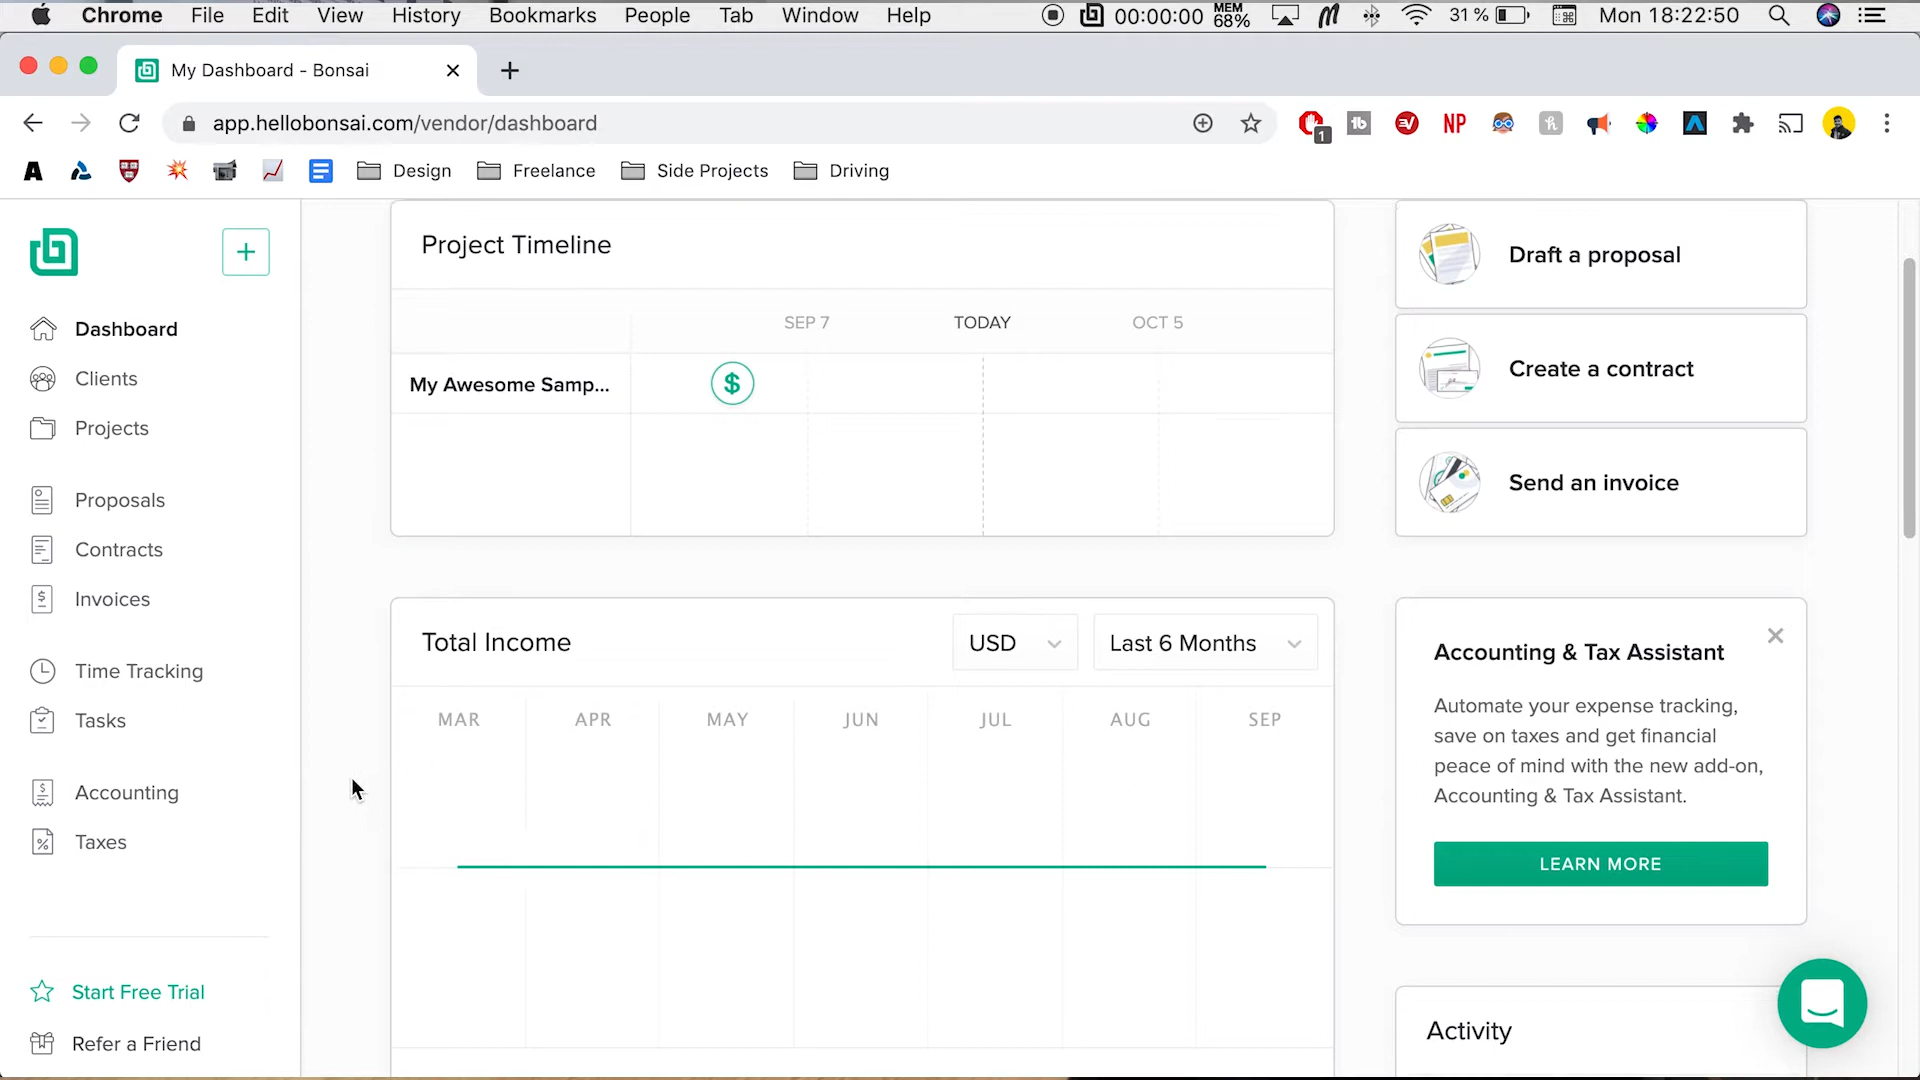 Chrome File Edit View History Bookmarks People Tab Window Help 00:00:00 MEM 68% 31 % Mon 18:22:50
My Dashboard - Bonsai
app.hellobonsai.com/vendor/dashboard
1 tb NP h
A Design Freelance Side Projects Driving
Dashboard
Clients
Projects
Proposals
Contracts
Invoices
Time Tracking
Tasks
Accounting
Taxes
Start Free Trial
Refer a Friend
Project Timeline
SEP 7 TODAY OCT 5
My Awesome Samp... $
Total Income USD Last 6 Months
MAR APR MAY JUN JUL AUG SEP
Draft a proposal
Create a contract
Send an invoice
Accounting & Tax Assistant
Automate your expense tracking,
save on taxes and get financial
peace of mind with the new add-on,
Accounting & Tax Assistant.
LEARN MORE
Activity